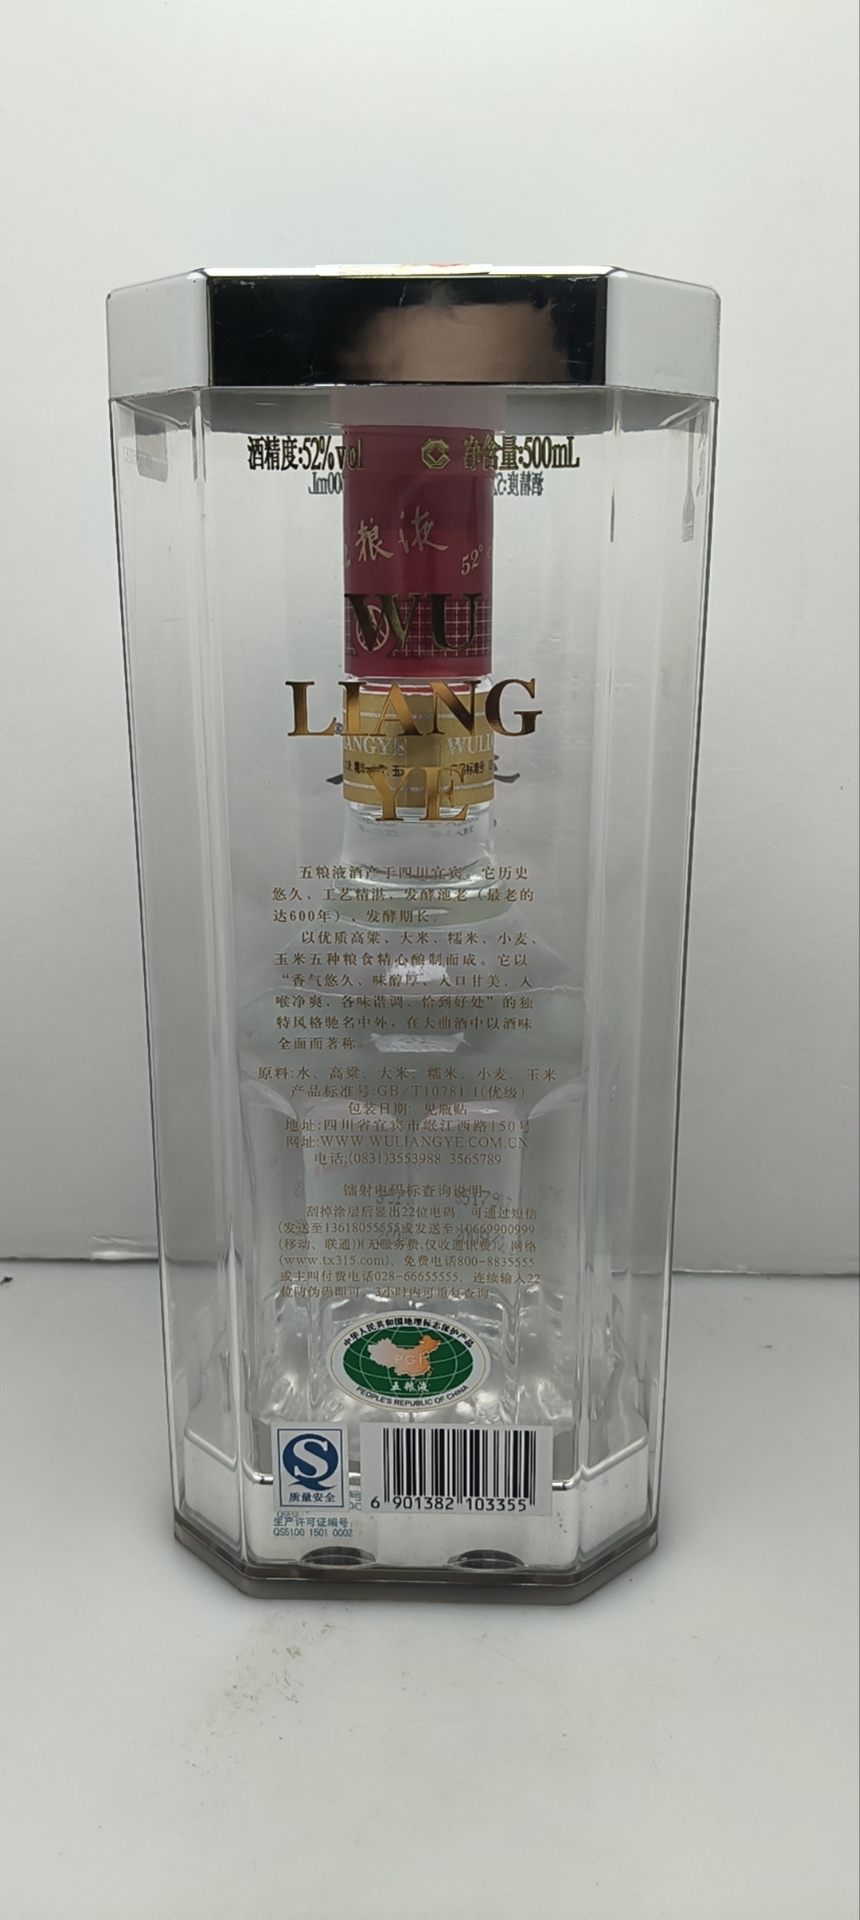 酒精度:52%vol 净含量:500mL
粮液
52°
WU
LIANG
YE
五粮液酒产于四川宜宾。它历史
悠久、工艺精湛、发酵池老（最老的
达600年）、发酵期长。
以优质高粱、大米、糯米、小麦、
玉米五种粮食精心酿制而成。它以
“香气悠久、味醇厚、入口甘美、入
喉净爽、各味谐调、恰到好处”的独
特风格驰名中外，在大曲酒中以酒味
全面而著称。
原料:水、高粱、大米、糯米、小麦、玉米
产品标准号:GB/T10781.1(优级)
包装日期: 见瓶贴
地址:四川省宜宾市岷江西路150号
网址:WWW.WULIANGYE.COM.CN
电话:(0831)3553988 3565789
镭射电码标查询说明
刮掉涂层后显出22位电码，可通过短信
(发送至13618055555或发送至10669900999
(移动、联通))(无服务费,仅收通讯费)、网络
(www.tx315.com)、免费电话800-8835555
或主叫付费电话028-66655555，连续输入22
位防伪码即可，3小时内可重复查询。
中华人民共和国地理标志保护产品
PGI
五粮液
PEOPLE'S REPUBLIC OF CHINA
质量安全
6 901382 103355
生产许可证编号:
QS5100 1501 0002